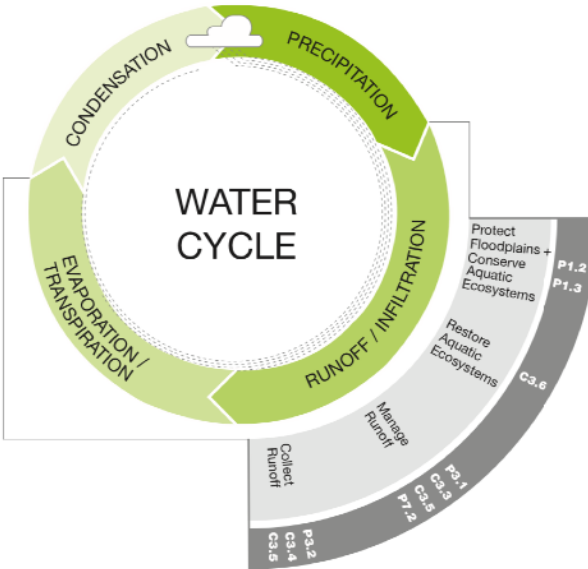 CONDENSATION
PRECIPITATION
WATER
CYCLE
EVAPORATION /
TRANSPIRATION
RUNOFF / INFILTRATION
Protect
Floodplains +
Conserve
Aquatic
Ecosystems
P1.2
P1.3
Restore
Aquatic
Ecosystems
C3.6
Manage
Runoff
P3.1
C3.3
C3.5
P7.2
Collect
Runoff
P3.2
C3.4
C3.5